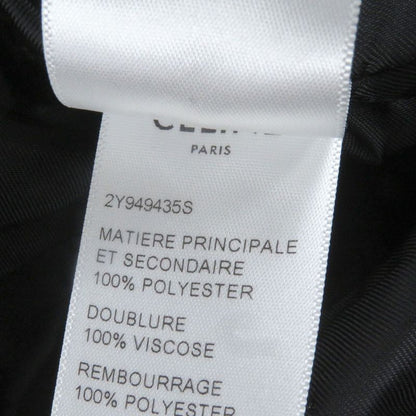 PARIS
2Y949435S
MATIERE PRINCIPALE
ET SECONDAIRE
100% POLYESTER
DOUBLURE
100% VISCOSE
REMBOURRAGE
100% POLYESTER